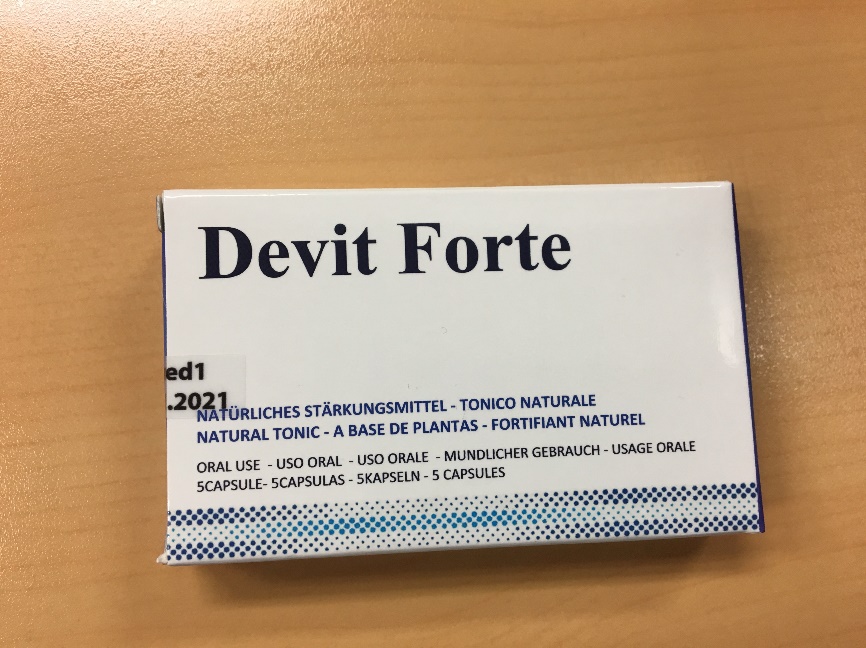 Devit Forte
ed1
.2021
NATÜRLICHES STÄRKUNGSMITTEL - TONICO NATURALE
NATURAL TONIC - A BASE DE PLANTAS - FORTIFIANT NATUREL
ORAL USE - USO ORAL - USO ORALE - MUNDLICHER GEBRAUCH - USAGE ORALE
5CAPSULE- 5CAPSULAS - 5KAPSELN - 5 CAPSULES